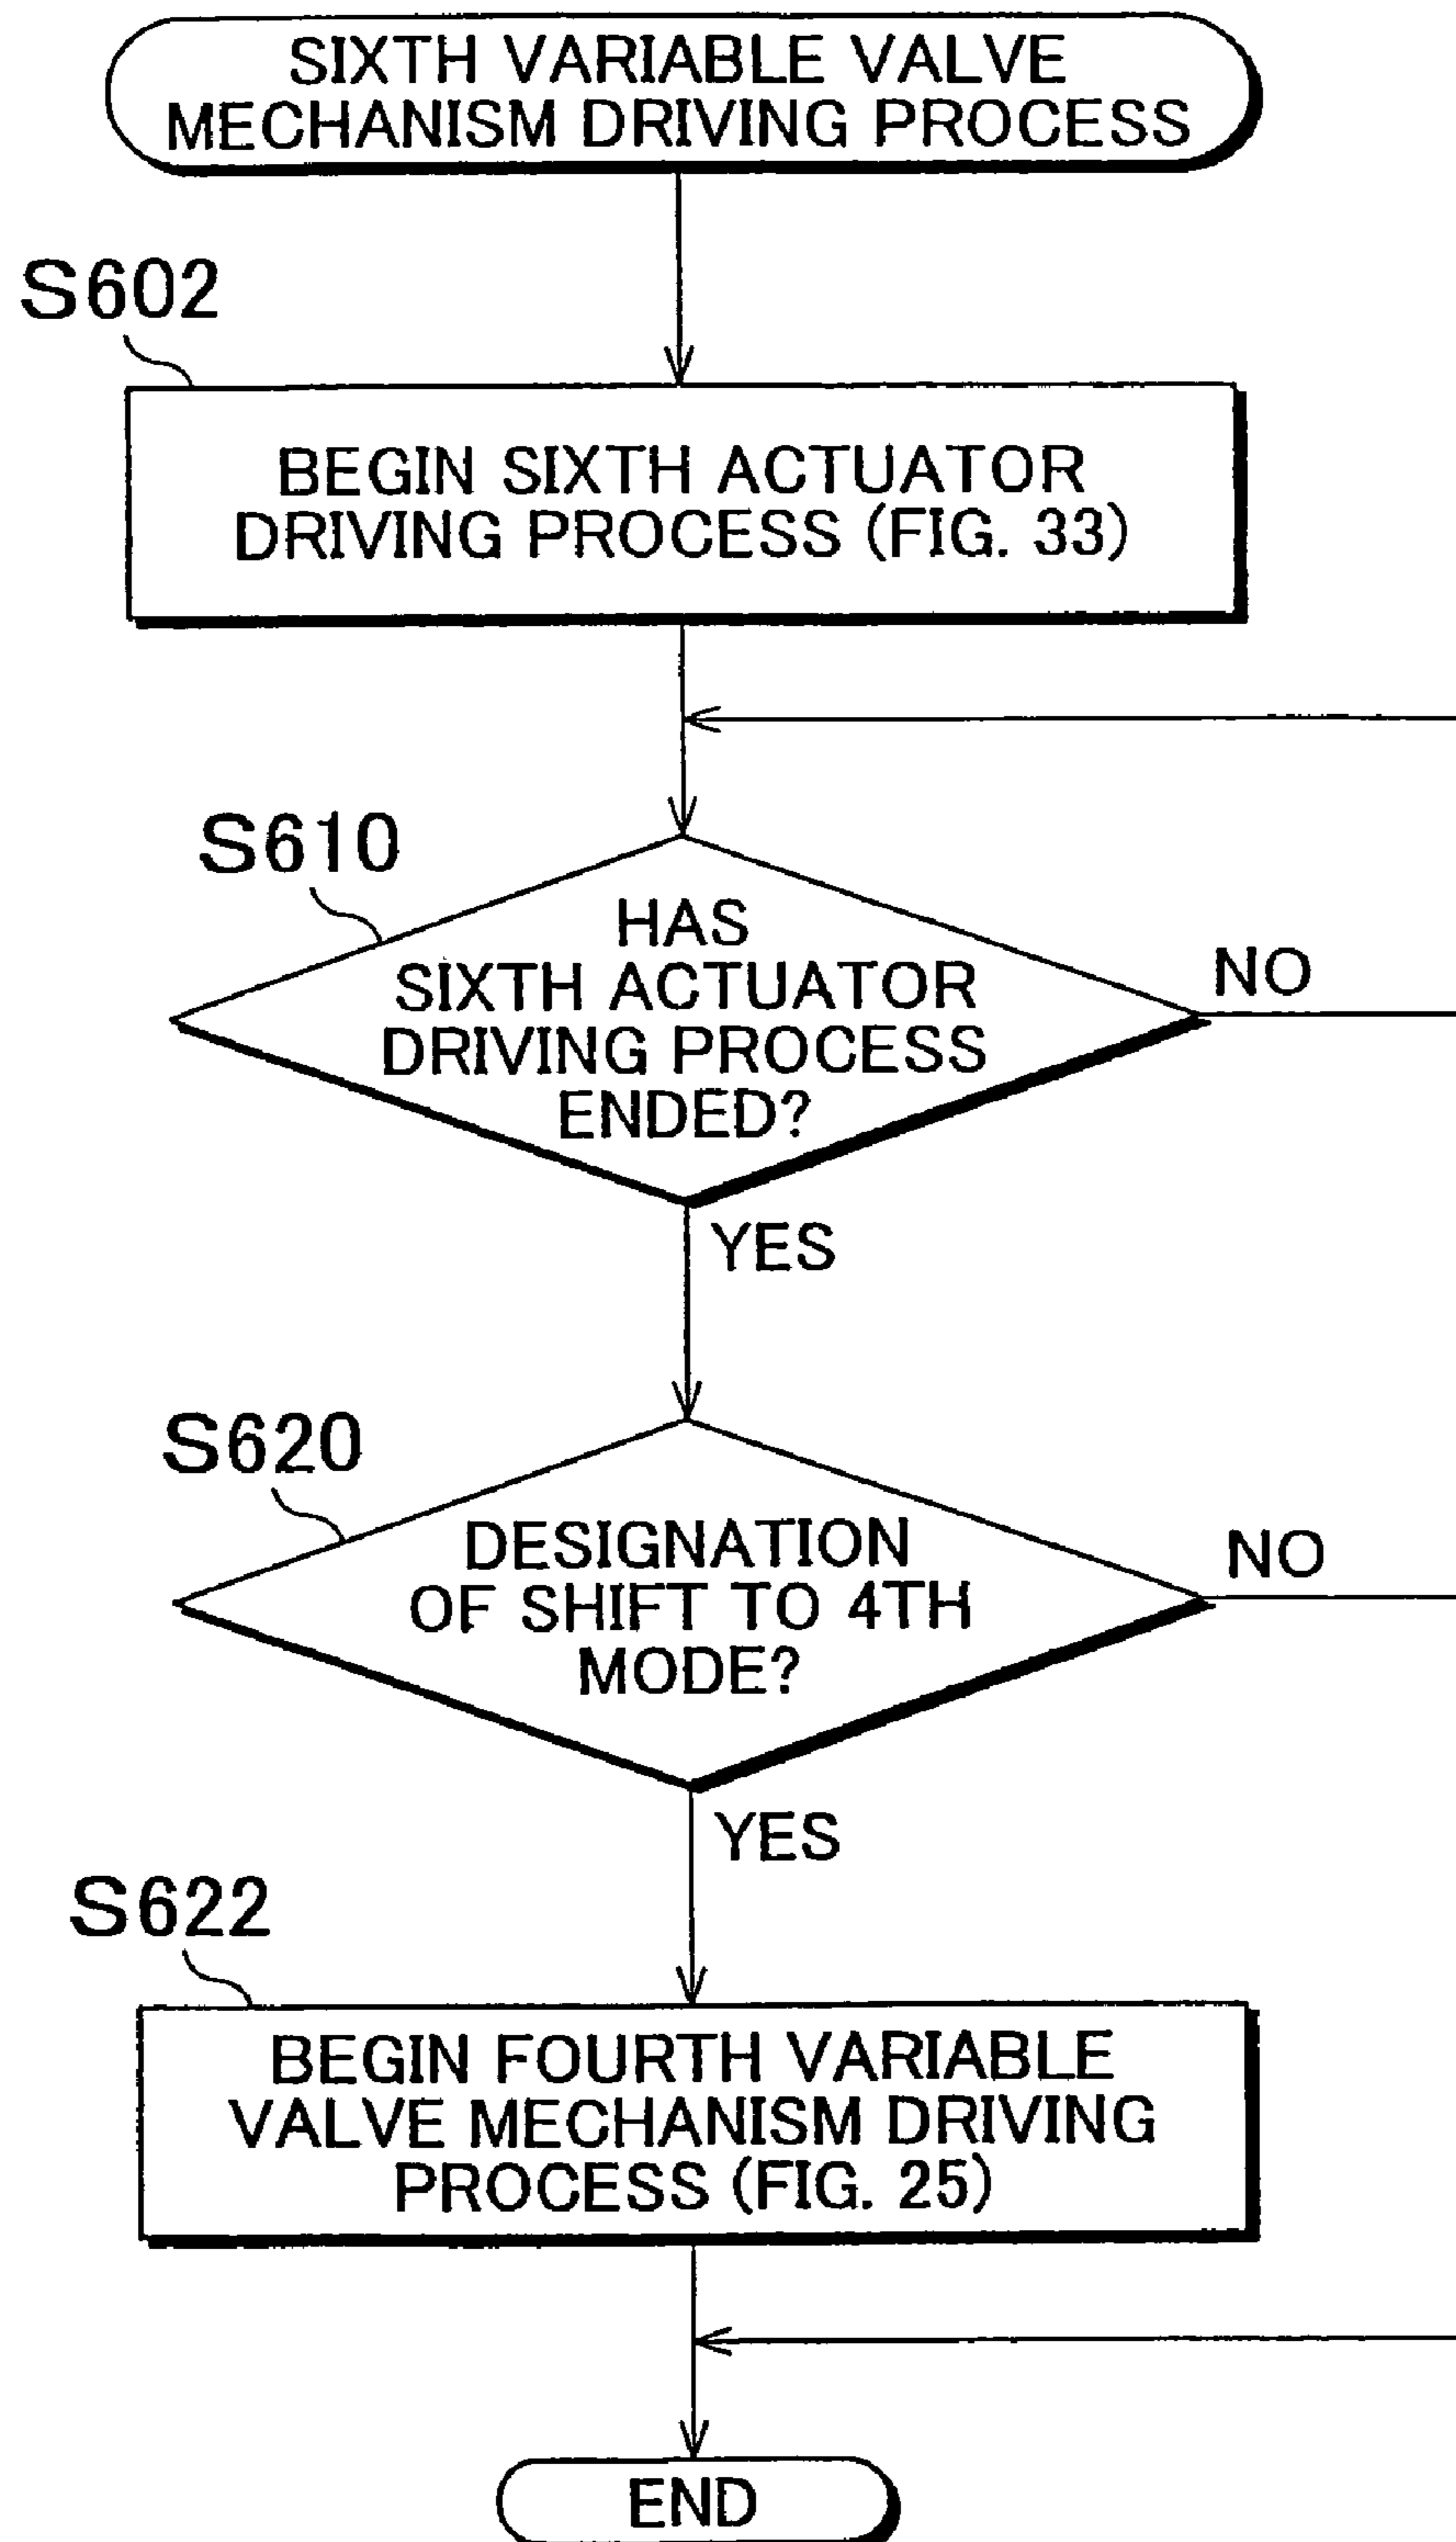 SIXTH VARIABLE VALVE
MECHANISM DRIVING PROCESS
S602
BEGIN SIXTH ACTUATOR
DRIVING PROCESS (FIG. 33)
S610
HAS
SIXTH ACTUATOR
DRIVING PROCESS
ENDED?
NO
YES
S620
DESIGNATION
OF SHIFT TO 4TH
MODE?
NO
YES
S622
BEGIN FOURTH VARIABLE
VALVE MECHANISM DRIVING
PROCESS (FIG. 25)
END